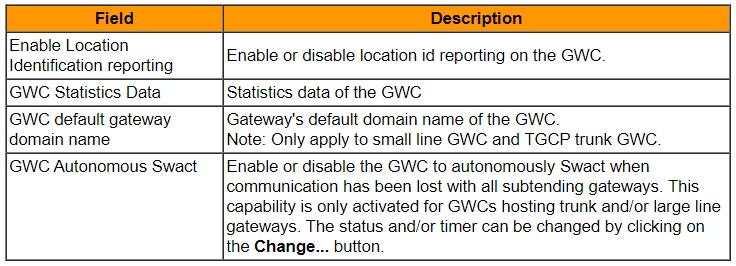 Field Description
Enable Location
Identification reporting
Enable or disable location id reporting on the GWC.
GWC Statistics Data
Statistics data of the GWC
GWC default gateway
domain name
Gateway's default domain name of the GWC.
Note: Only apply to small line GWC and TGCP trunk GWC.
GWC Autonomous Swact
Enable or disable the GWC to autonomously Swact when
communication has been lost with all subtending gateways. This
capability is only activated for GWCs hosting trunk and/or large line
gateways. The status and/or timer can be changed by clicking on
the Change... button.